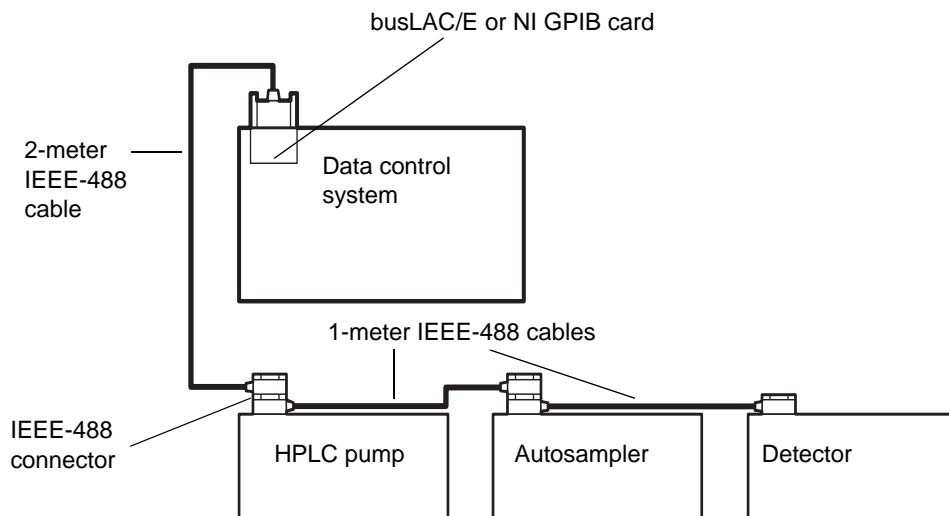 busLAC/E or NI GPIB card
2-meter
IEEE-488
cable
Data control
system
1-meter IEEE-488 cables
IEEE-488
connector
HPLC pump
Autosampler
Detector